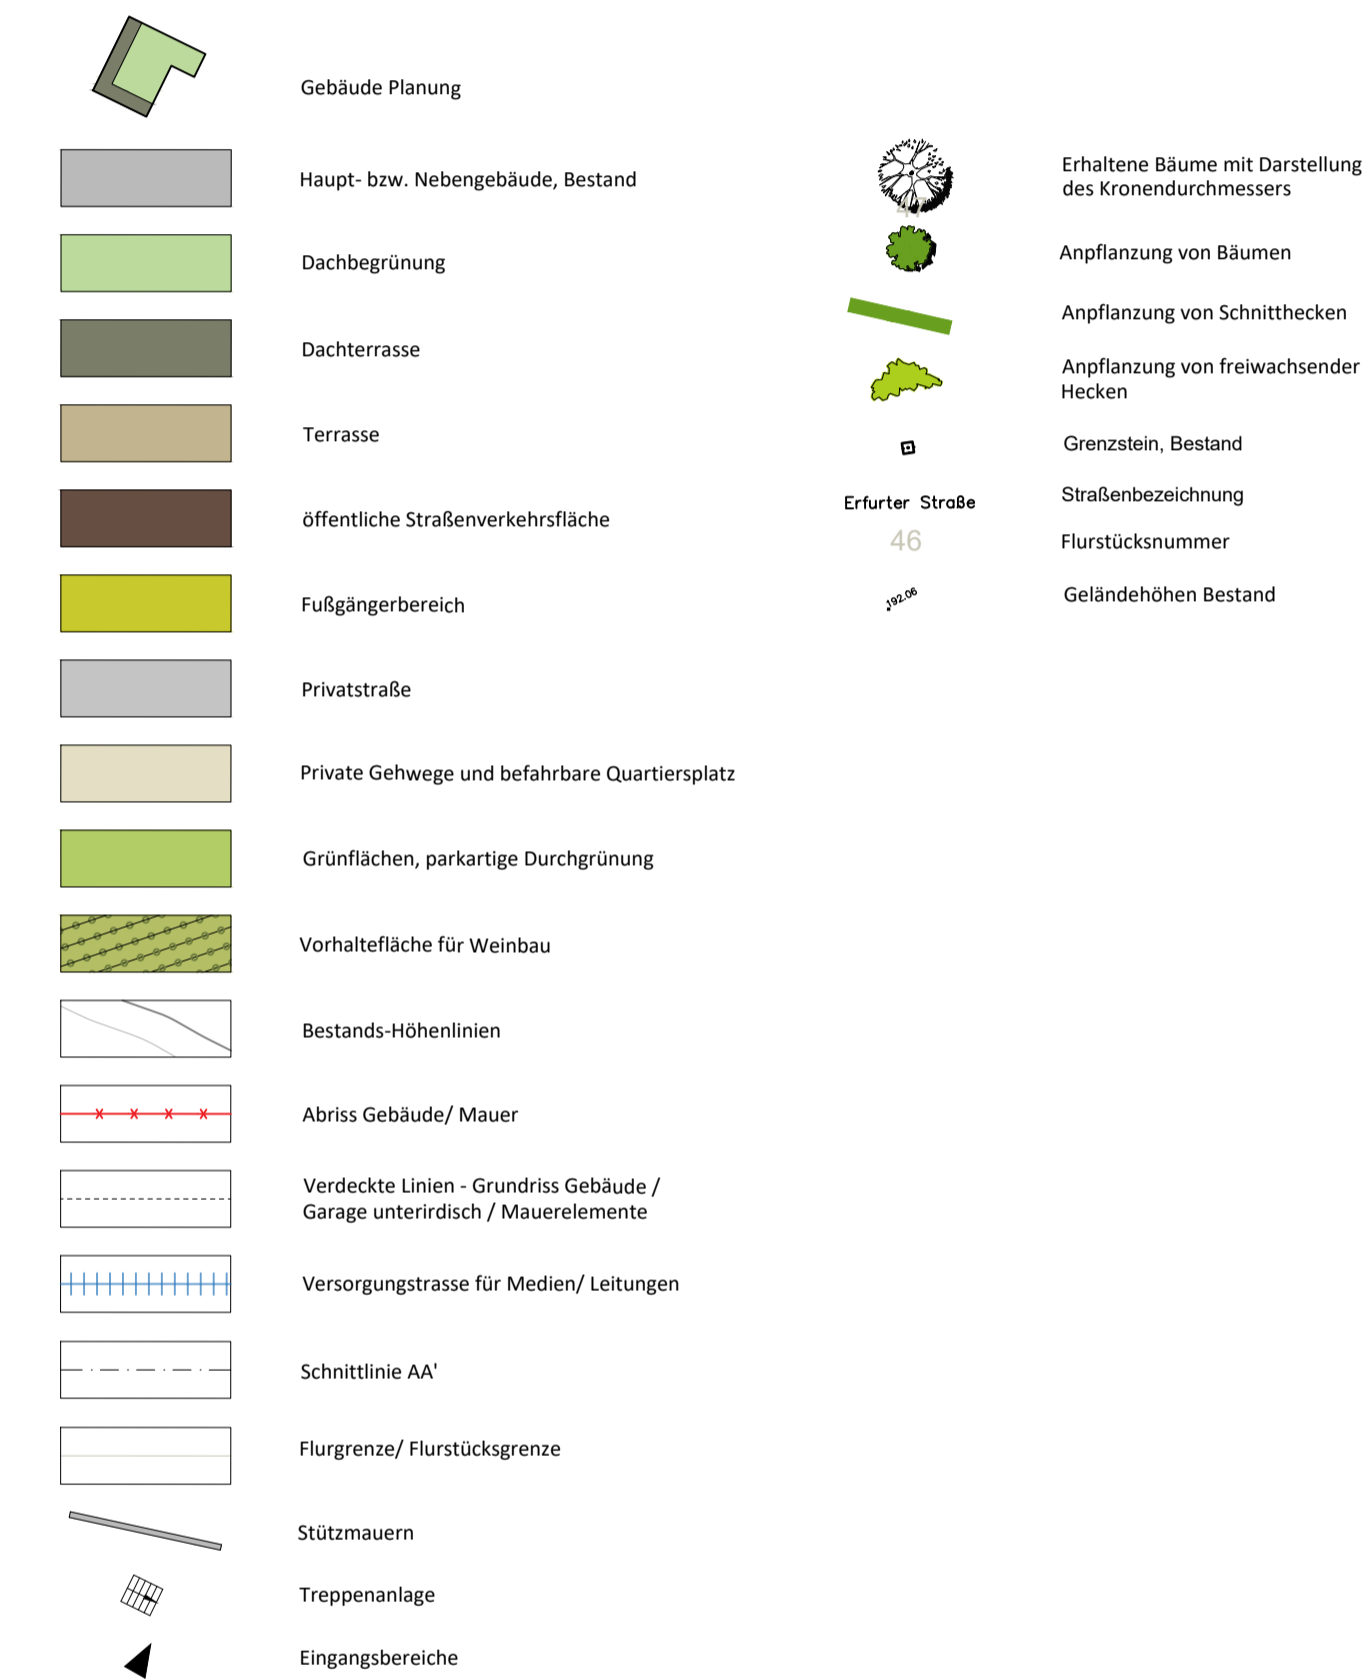 Gebäude Planung
Haupt- bzw. Nebengebäude, Bestand
Dachbegrünung
Dachterrasse
Terrasse
öffentliche Straßenverkehrsfläche
Fußgängerbereich
Privatstraße
Private Gehwege und befahrbare Quartiersplatz
Grünflächen, parkartige Durchgrünung
Vorhaltefläche für Weinbau
Bestands-Höhenlinien
Abriss Gebäude/ Mauer
Verdeckte Linien - Grundriss Gebäude /
Garage unterirdisch / Mauerelemente
Versorgungstrasse für Medien/ Leitungen
Schnittlinie AA'
Flurgrenze/ Flurstücksgrenze
Stützmauern
Treppenanlage
Eingangsbereiche
47
Erhaltene Bäume mit Darstellung
des Kronendurchmessers
Anpflanzung von Bäumen
Anpflanzung von Schnitthecken
Anpflanzung von freiwachsender
Hecken
Grenzstein, Bestand
Erfurter Straße
Straßenbezeichnung
46
Flurstücksnummer
192.06
Geländehöhen Bestand